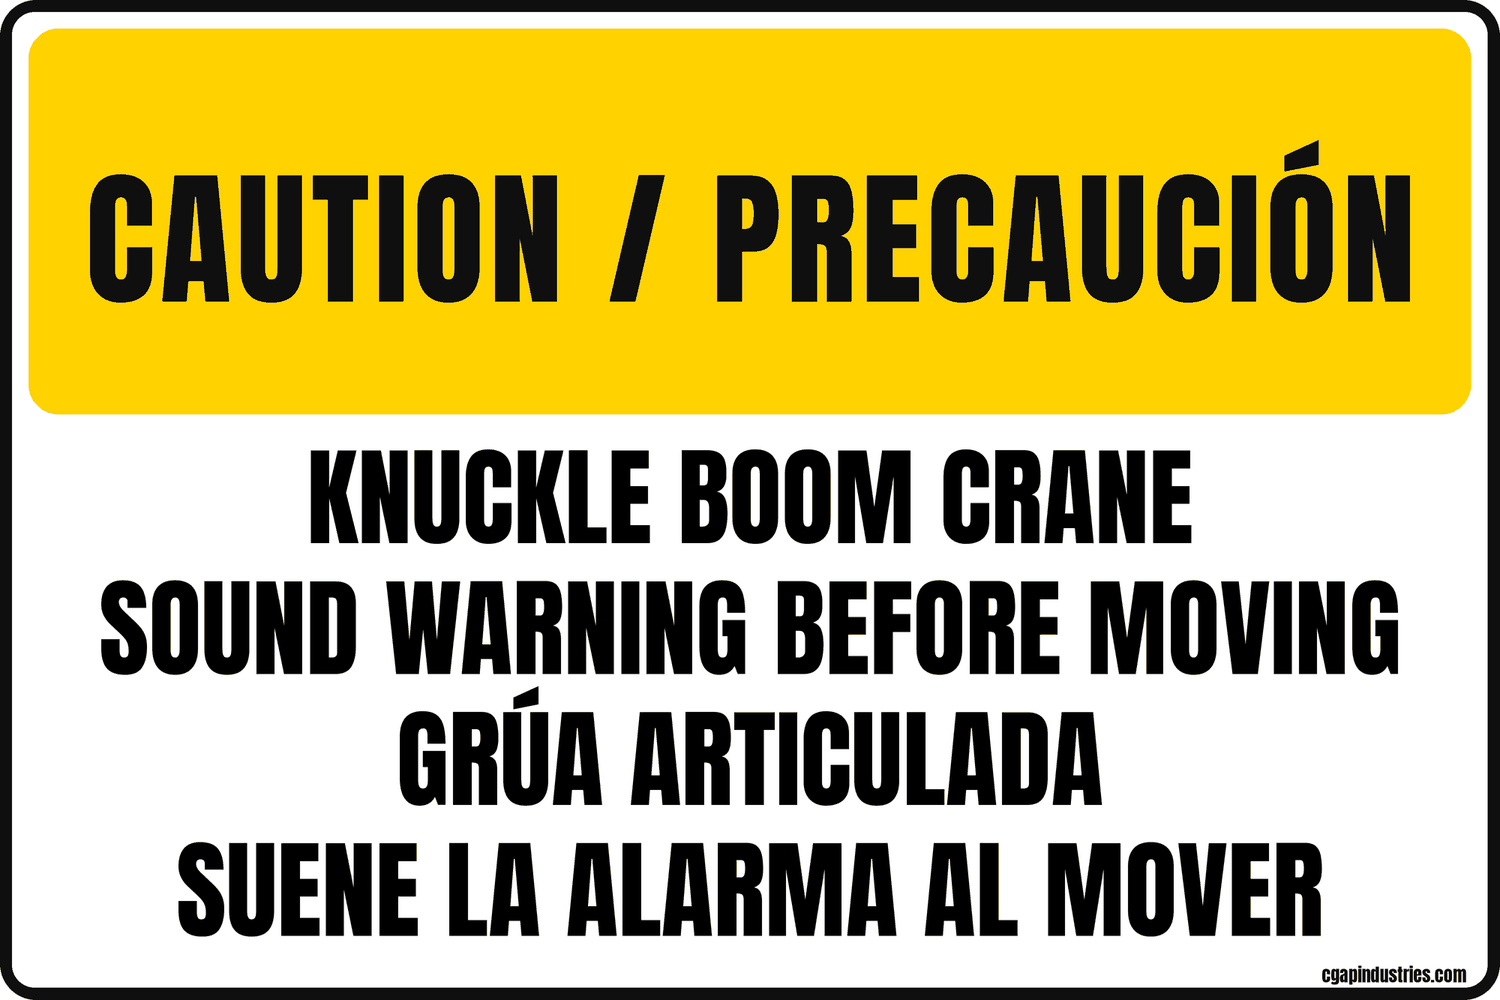 CAUTION / PRECAUCIÓN
KNUCKLE BOOM CRANE
SOUND WARNING BEFORE MOVING
GRÚA ARTICULADA
SUENE LA ALARMA AL MOVER
cgapindustries.com